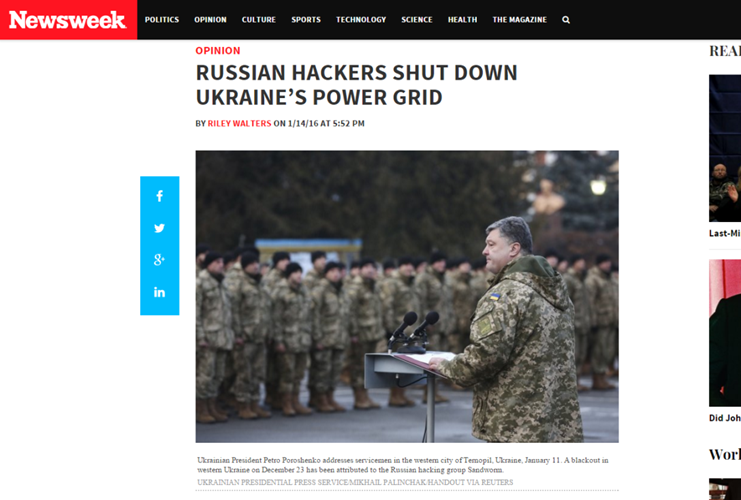 Newsweek
POLITICS OPINION CULTURE SPORTS TECHNOLOGY SCIENCE HEALTH THE MAGAZINE
OPINION
RUSSIAN HACKERS SHUT DOWN
UKRAINE'S POWER GRID
BY RILEY WALTERS ON 1/14/16 AT 5:52 PM
f
g+
in
Ukrainian President Petro Poroshenko addresses servicemen in the western city of Ternopil, Ukraine, January 11. A blackout in
western Ukraine on December 23 has been attributed to the Russian hacking group Sandworm.
UKRAINIAN PRESIDENTIAL PRESS SERVICE/MIKHAIL PALINCHAK/HANDOUT VIA REUTERS
REA
Last-Mi
Did Joh
Worl